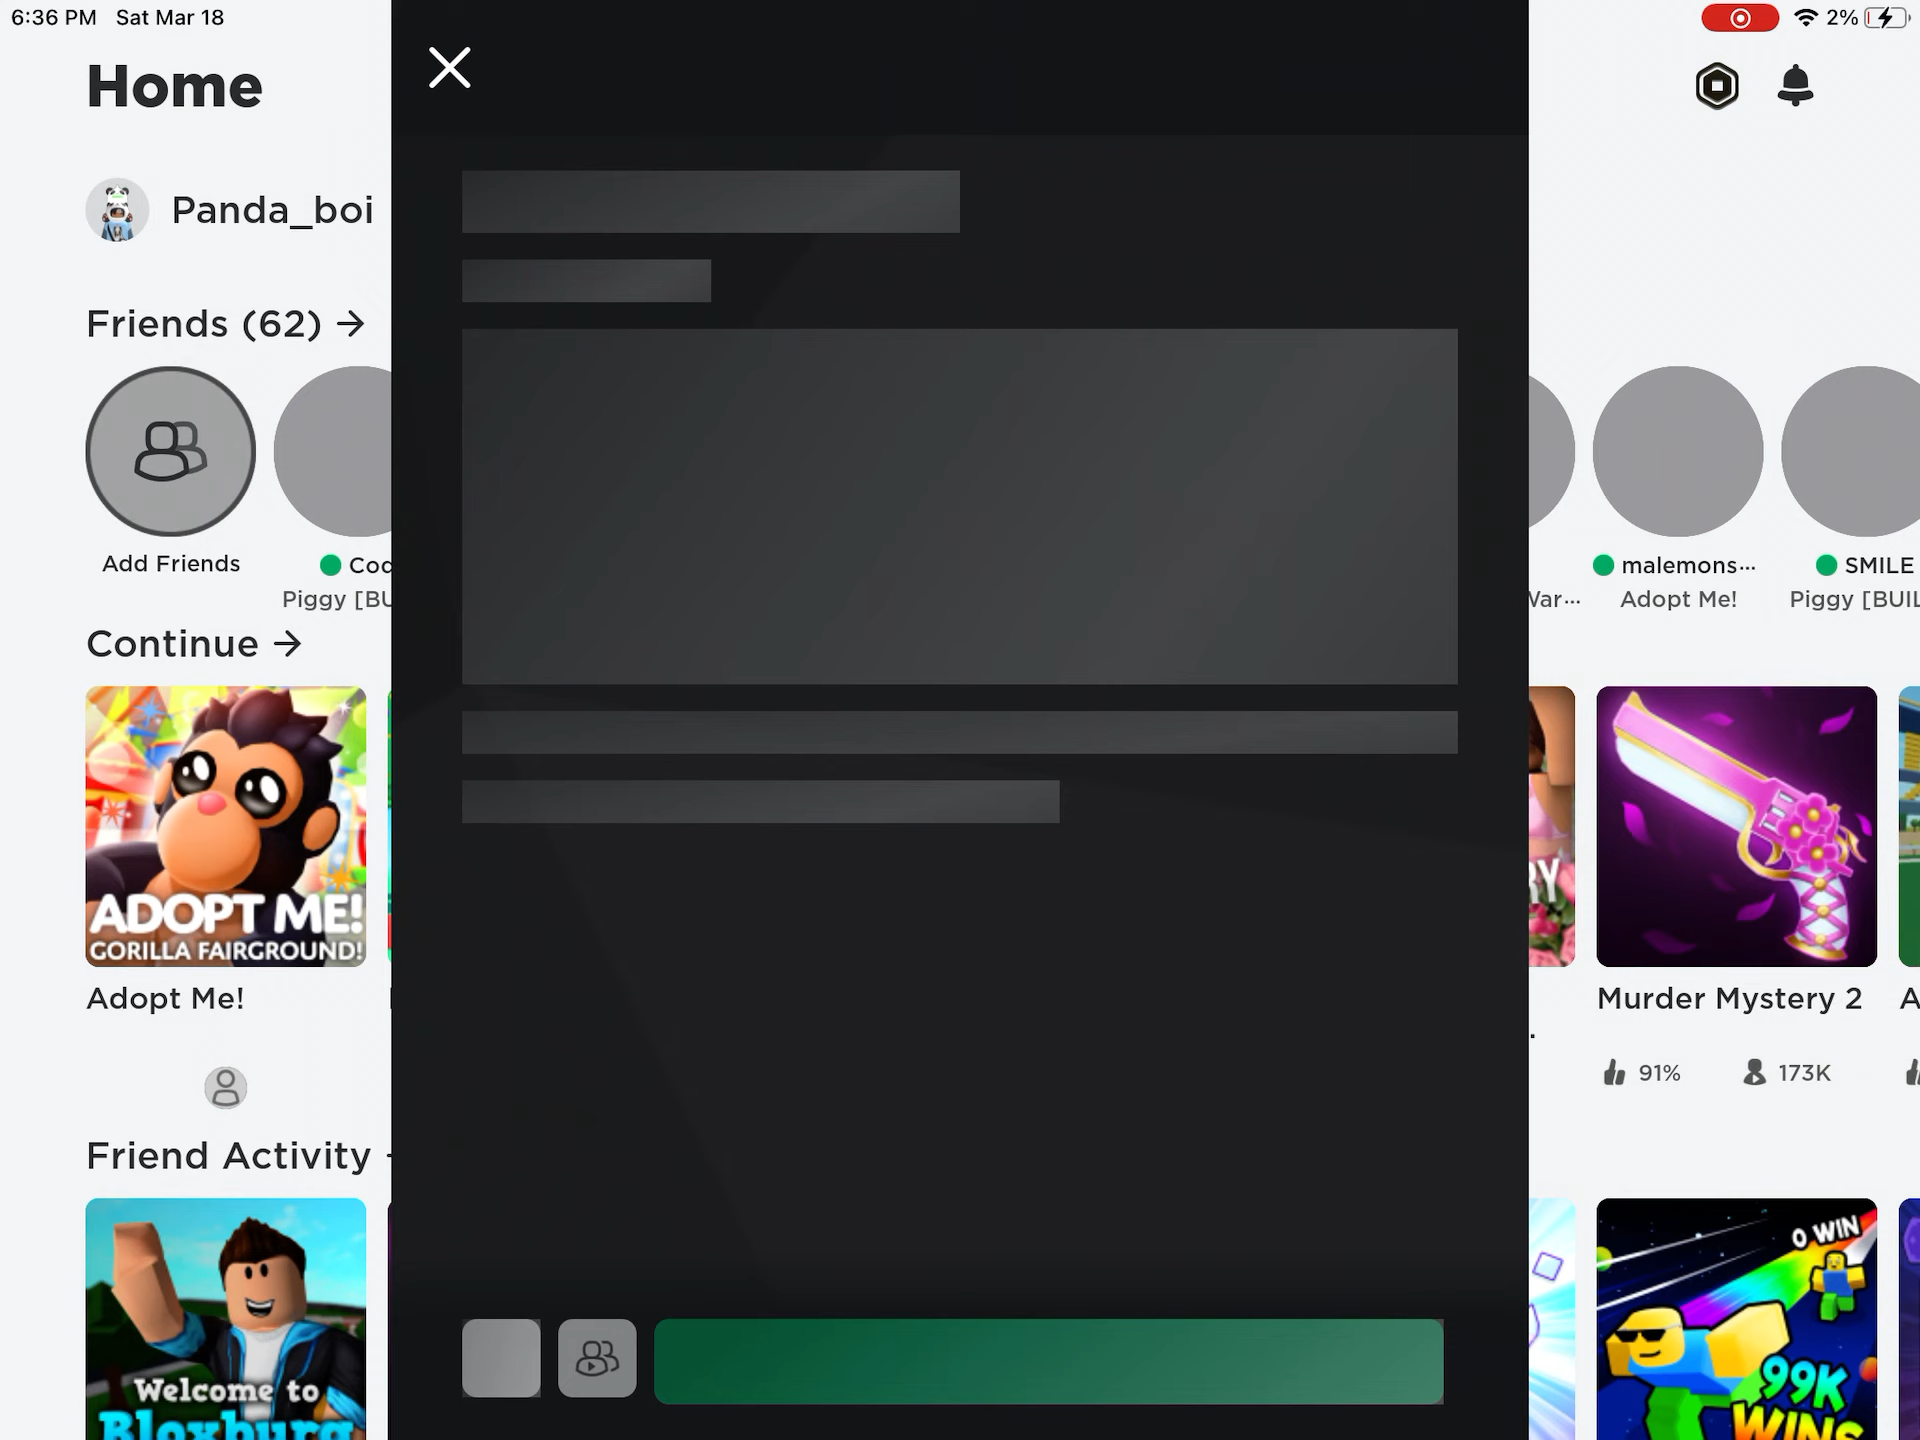 6:36 PM Sat Mar 18
2%
Home
Panda_boi
Friends (62)
Add Friends
Piggy [BU
malemons...
Adopt Me!
SMILE
Piggy [BUIL
Continue
ADOPT ME!
GORILLA FAIRGROUND!
Adopt Me!
Murder Mystery 2
91%
173K
Friend Activity
Welcome to
Bloxburg
0 WIN
99K
WINS